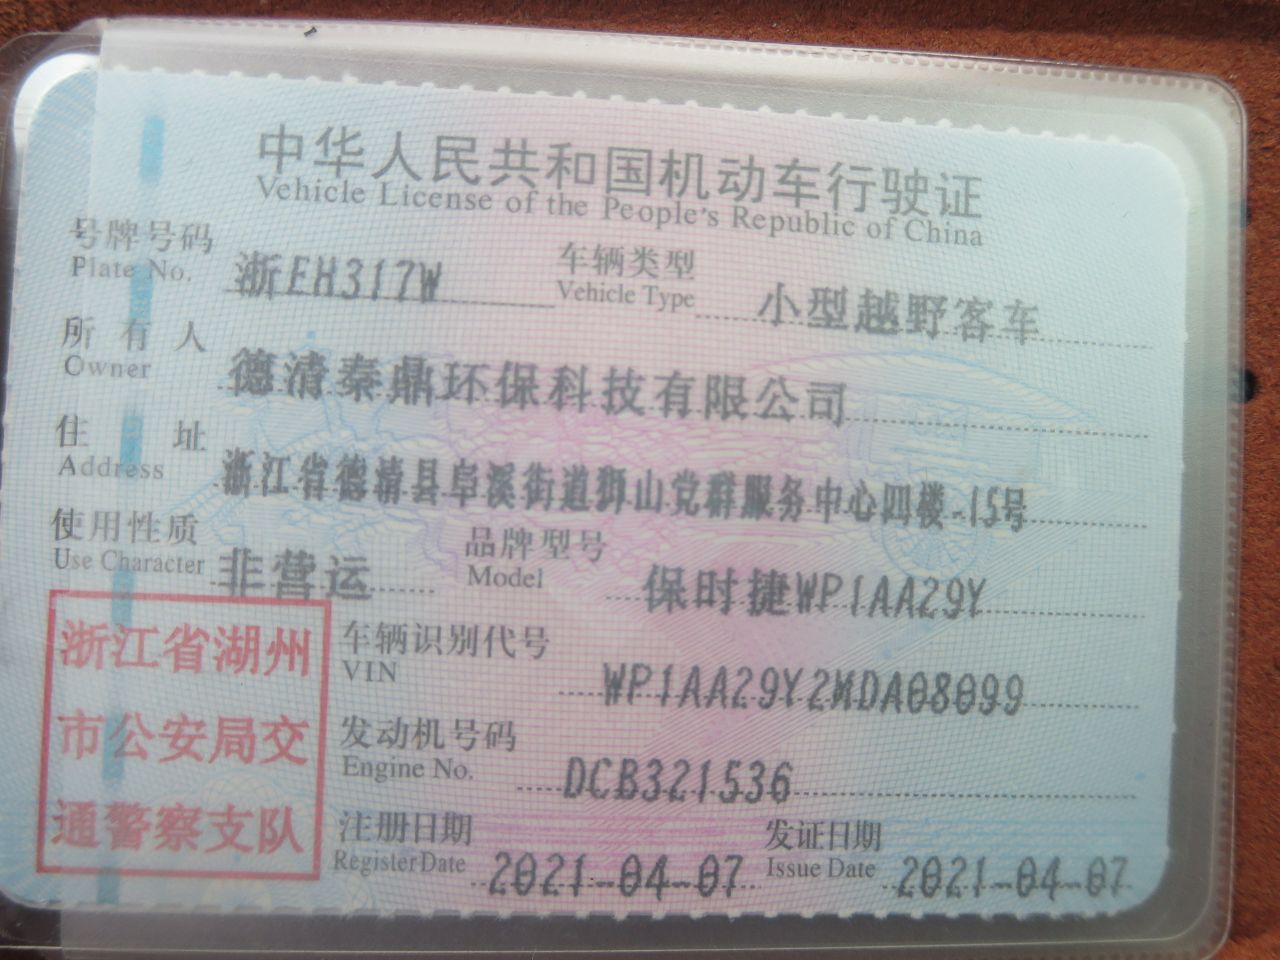 中华人民共和国机动车行驶证
Vehicle License of the People's Republic of China
号牌号码 浙EH317W 车辆类型 小型越野客车
Plate No. Vehicle Type
所有人 德清秦鼎环保科技有限公司
Owner
住址 浙江省德清县阜溪街道狮山党群服务中心四楼-15号
Address
使用性质 非营运 品牌型号 保时捷WP1AA29Y
Use Character Model
浙江省湖州
市公安局交
通警察支队
车辆识别代号 WP1AA29Y2MDA08099
VIN
发动机号码 DCB321536
Engine No.
注册日期 2021-04-07 发证日期 2021-04-07
Register Date Issue Date